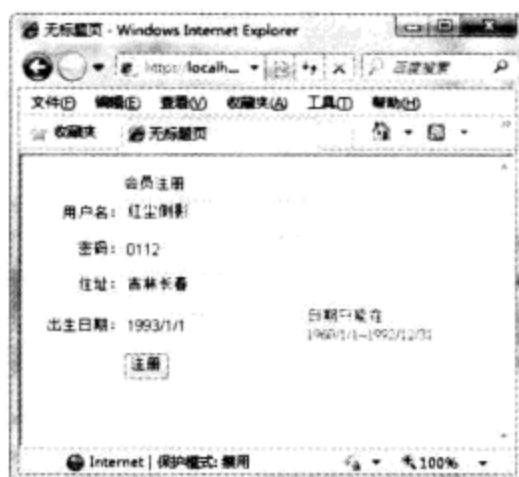 无标题页 - Windows Internet Explorer
http://localh...
百度搜索
文件(F) 编辑(E) 查看(V) 收藏夹(A) 工具(T) 帮助(H)
收藏夹 无标题页
会员注册
用户名： 红尘倒影
密码： 0112
住址： 吉林长春
出生日期： 1993/1/1
日期只能在
1960/1/1~1992/12/31
注册
Internet | 保护模式: 禁用
100%